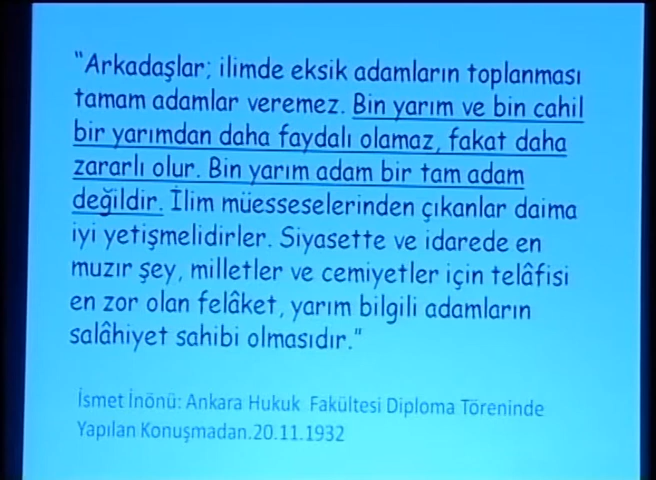 "Arkadaşlar; ilimde eksik adamların toplanması
tamam adamlar veremez. Bin yarım ve bin cahil
bir yarımdan daha faydalı olamaz, fakat daha
zararlı olur. Bin yarım adam bir tam adam
değildir. İlim müesseselerinden çıkanlar daima
iyi yetişmelidirler. Siyasette ve idarede en
muzır şey, milletler ve cemiyetler için telâfisi
en zor olan felâket, yarım bilgili adamların
salâhiyet sahibi olmasıdır."
İsmet İnönü: Ankara Hukuk Fakültesi Diploma Töreninde
Yapılan Konuşmadan.20.11.1932